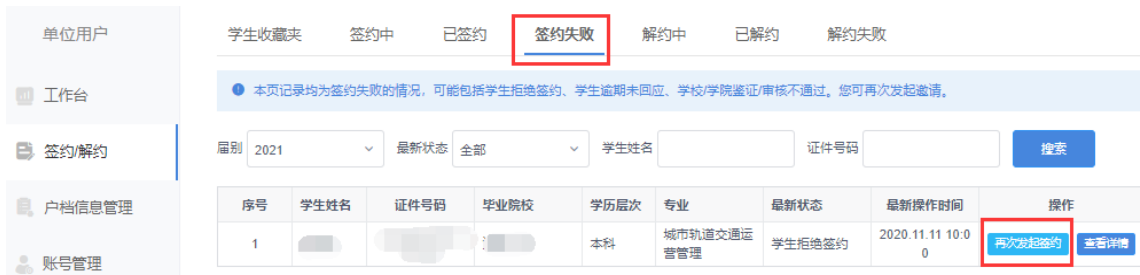 单位用户
学生收藏夹 签约中 已签约 签约失败 解约中 已解约 解约失败
工作台
本页记录均为签约失败的情况，可能包括学生拒绝签约、学生逾期未回应、学校/学院鉴证/审核不通过。您可再次发起邀请。
签约/解约
届别 2021 最新状态 全部 学生姓名 证件号码 搜索
户档信息管理
序号 学生姓名 证件号码 毕业院校 学历层次 专业 最新状态 最新操作时间 操作
1 本科 城市轨道交通运 学生拒绝签约 2020.11.11 10:0 再次发起签约 查看详情
营管理 0
账号管理